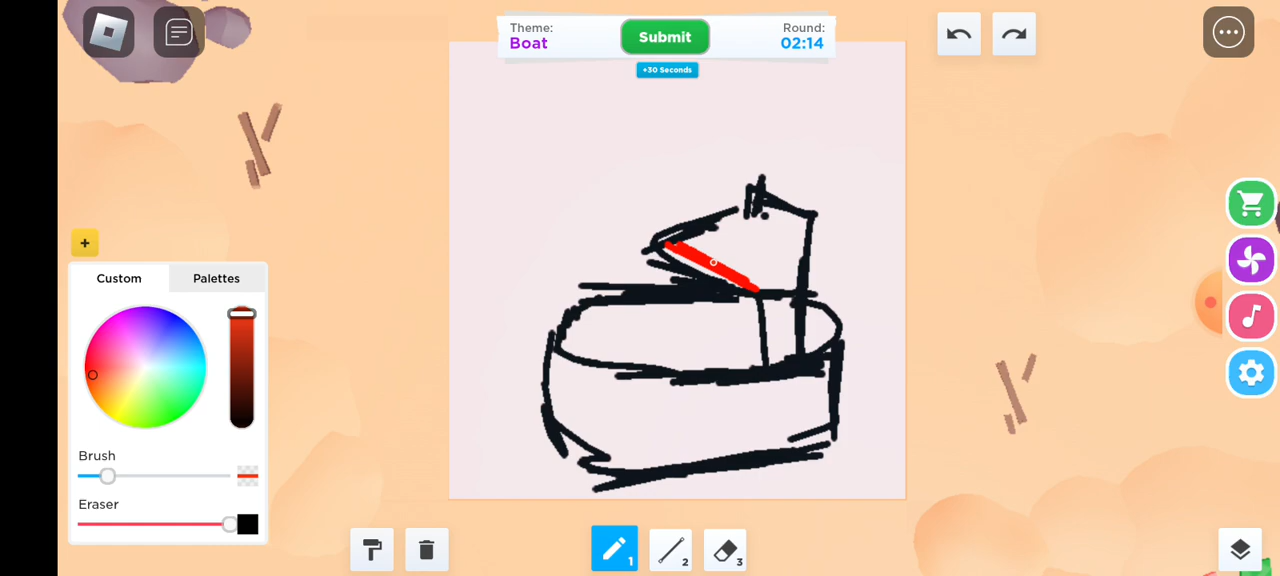 Theme:
Boat
Submit
Round:
02:14
+30 Seconds
+
Custom
Palettes
Brush
Eraser
1
2
3